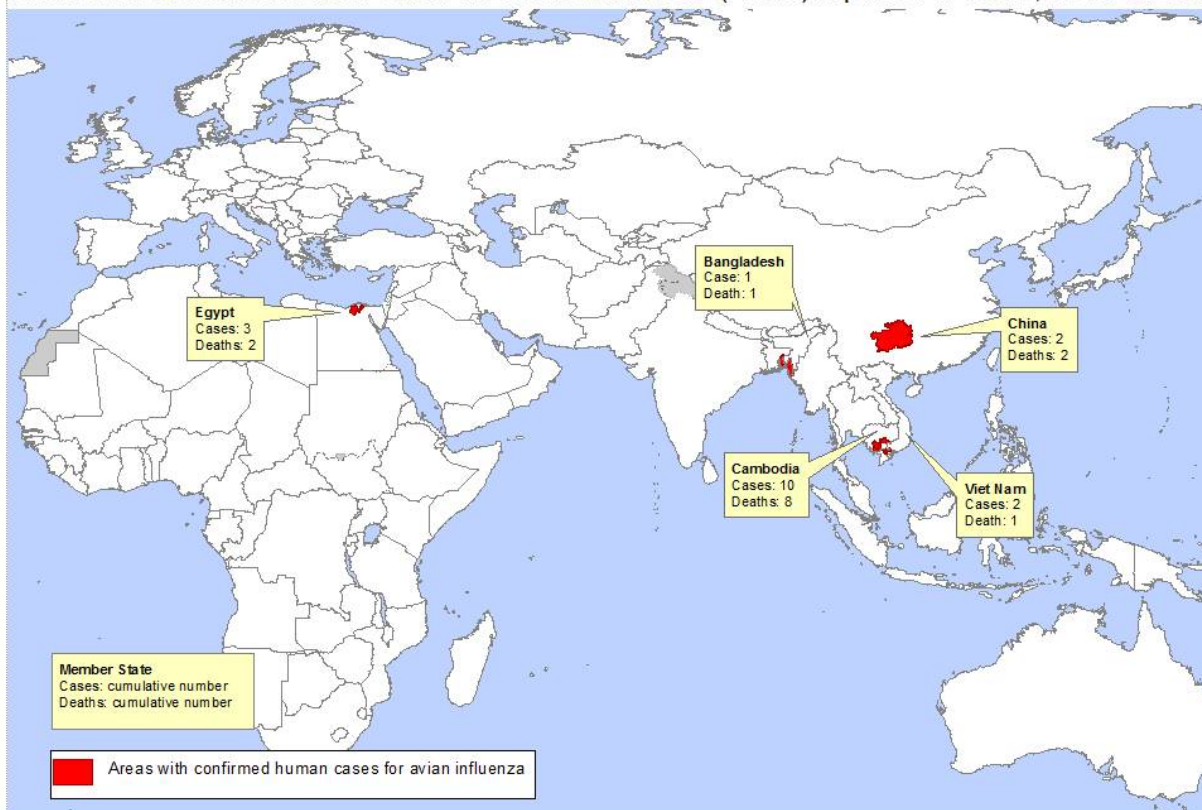 Bangladesh
Case: 1
Death: 1
Egypt
Cases: 3
Deaths: 2
China
Cases: 2
Deaths: 2
Cambodia
Cases: 10
Deaths: 8
Viet Nam
Cases: 2
Death: 1
Member State
Cases: cumulative number
Deaths: cumulative number
Areas with confirmed human cases for avian influenza